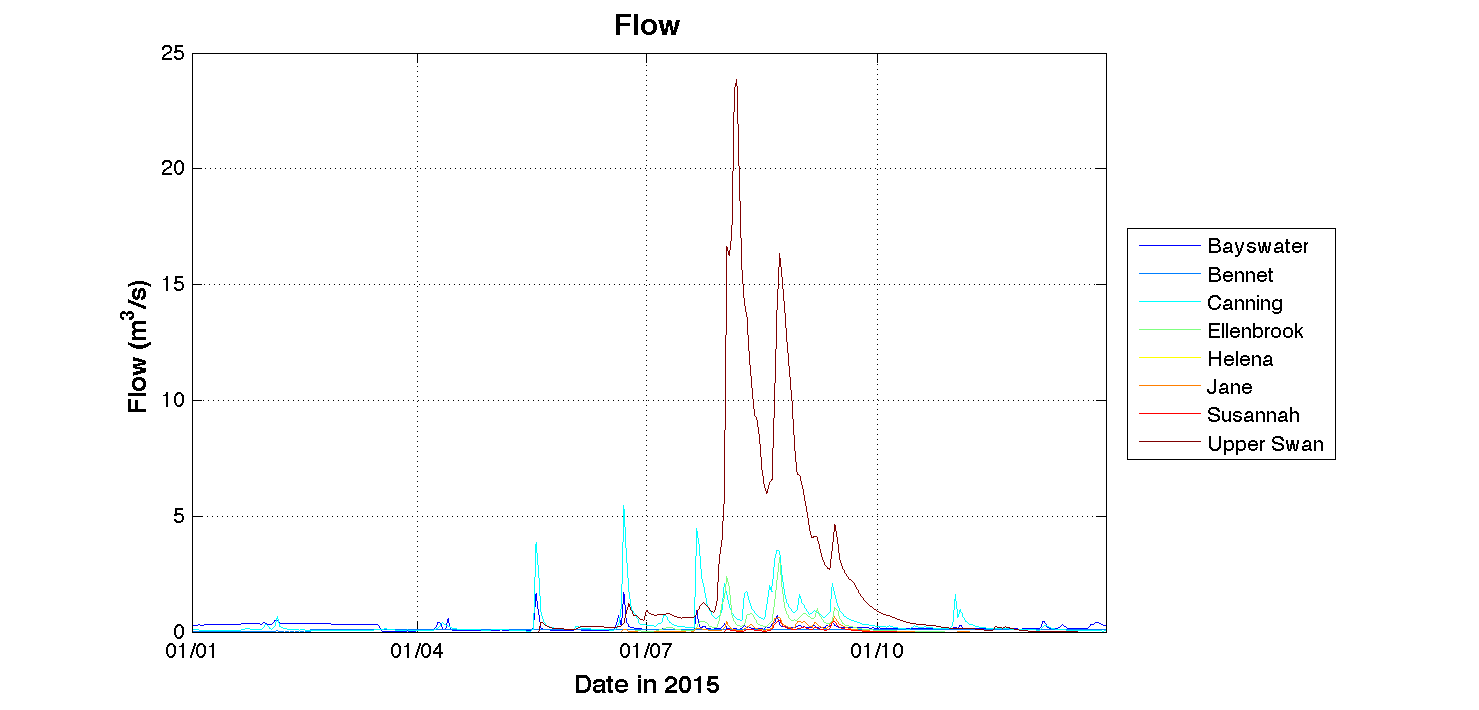 Flow
25
20
15
10
5
0
Flow (m³/s)
01/01 01/04 01/07 01/10
Date in 2015
Bayswater
Bennet
Canning
Ellenbrook
Helena
Jane
Susannah
Upper Swan